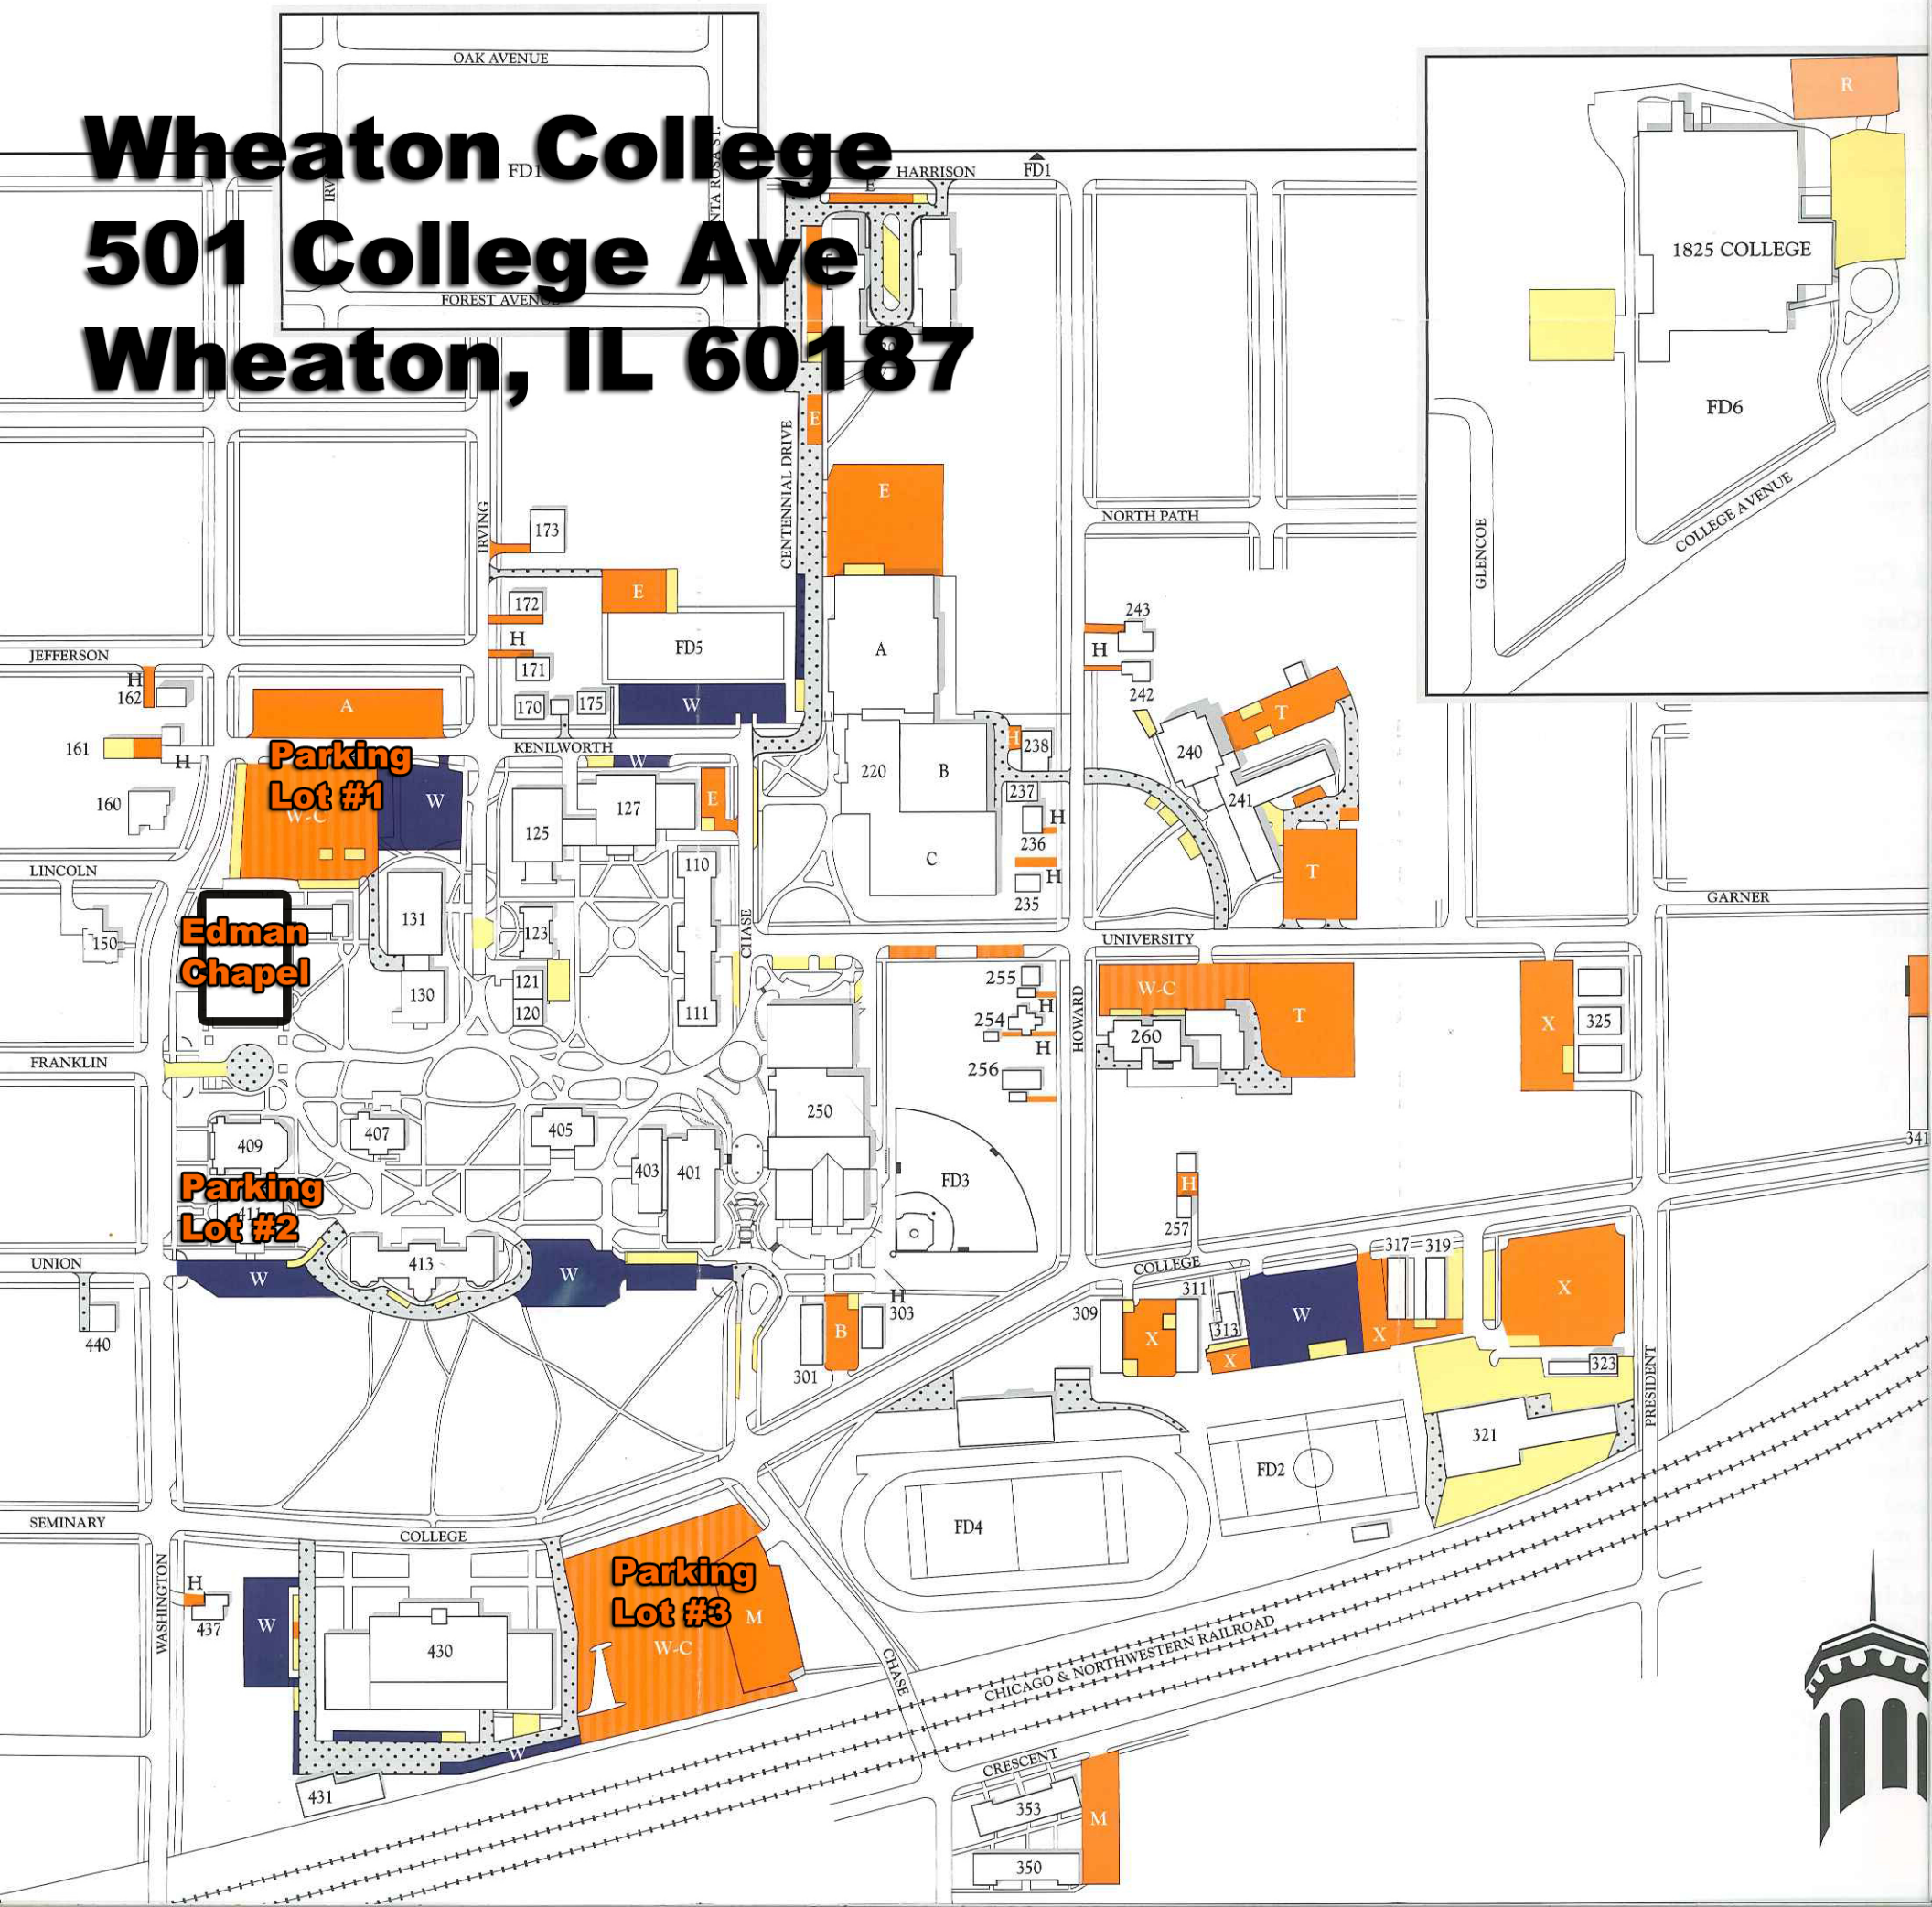 OAK AVENUE
Wheaton College
501 College Ave
Wheaton, IL 60187
FD1
HARRISON
FD1
E
FOREST AVENUE
R
1825 COLLEGE
FD6
COLLEGE AVENUE
GLENCOE
CENTENNIAL DRIVE
E
E
IRVING
173
NORTH PATH
172
E
H
171
FD5
A
243
H
242
JEFFERSON
H
162
A
170
175
W
KENILWORTH
W
161
H
Parking
Lot #1
W-C
W
160
125
127
E
220
B
H
238
237
240
T
241
H
236
C
H
235
T
110
LINCOLN
131
123
CHASE
GARNER
150
Edman
Chapel
130
121
120
111
UNIVERSITY
255
H
254
H
256
HOWARD
W-C
T
260
X
325
FRANKLIN
250
341
409
407
405
403
401
FD3
H
257
Parking
Lot #2
411
UNION
W
413
W
COLLEGE
317
319
440
H
303
B
301
309
311
X
313
X
W
X
X
323
PRESIDENT
321
FD2
FD4
SEMINARY
COLLEGE
WASHINGTON
H
437
W
430
Parking
Lot #3
M
W-C
CHASE
CHICAGO & NORTHWESTERN RAILROAD
W
431
CRESCENT
353
M
350